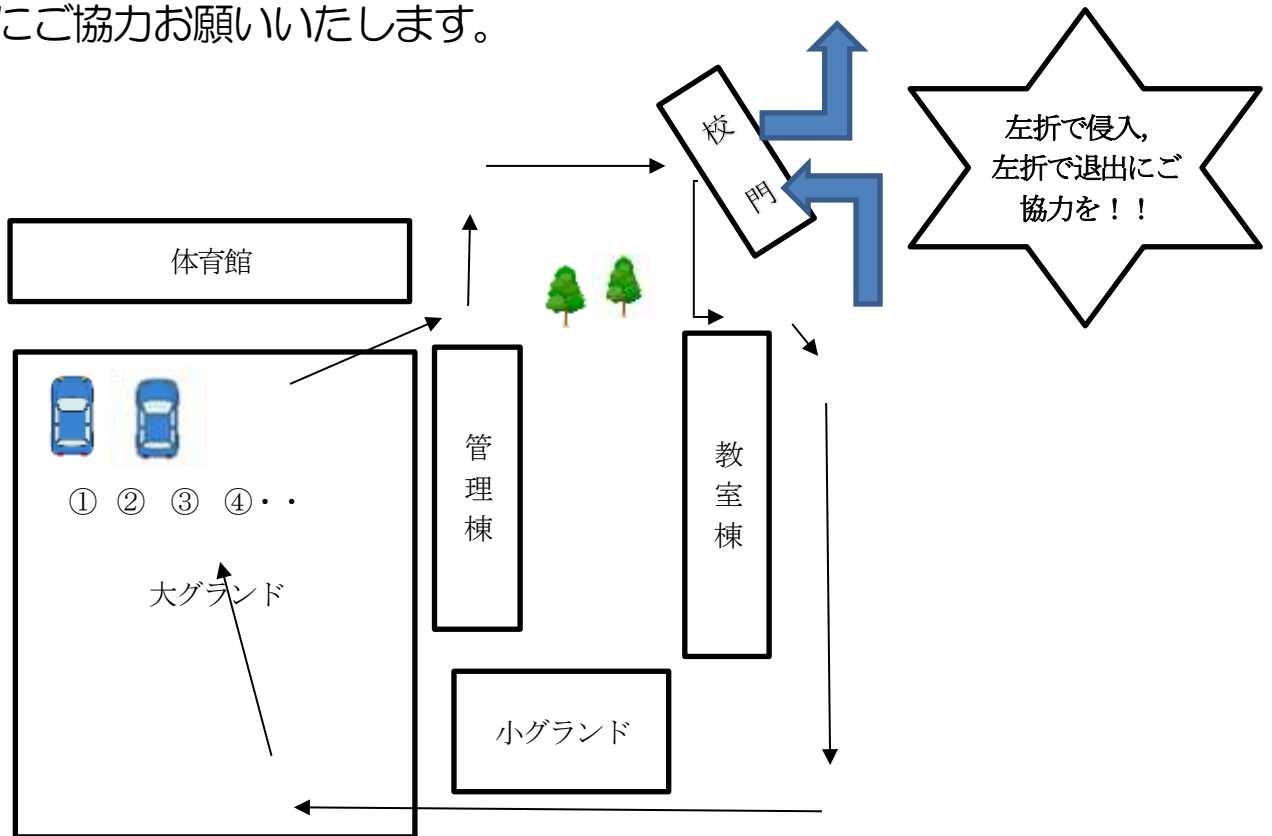 にご協力お願いいたします。
校門
左折で侵入,
左折で退出にご
協力を！！
体育館
管理棟
教室棟
① ② ③ ④・・
大グランド
小グランド